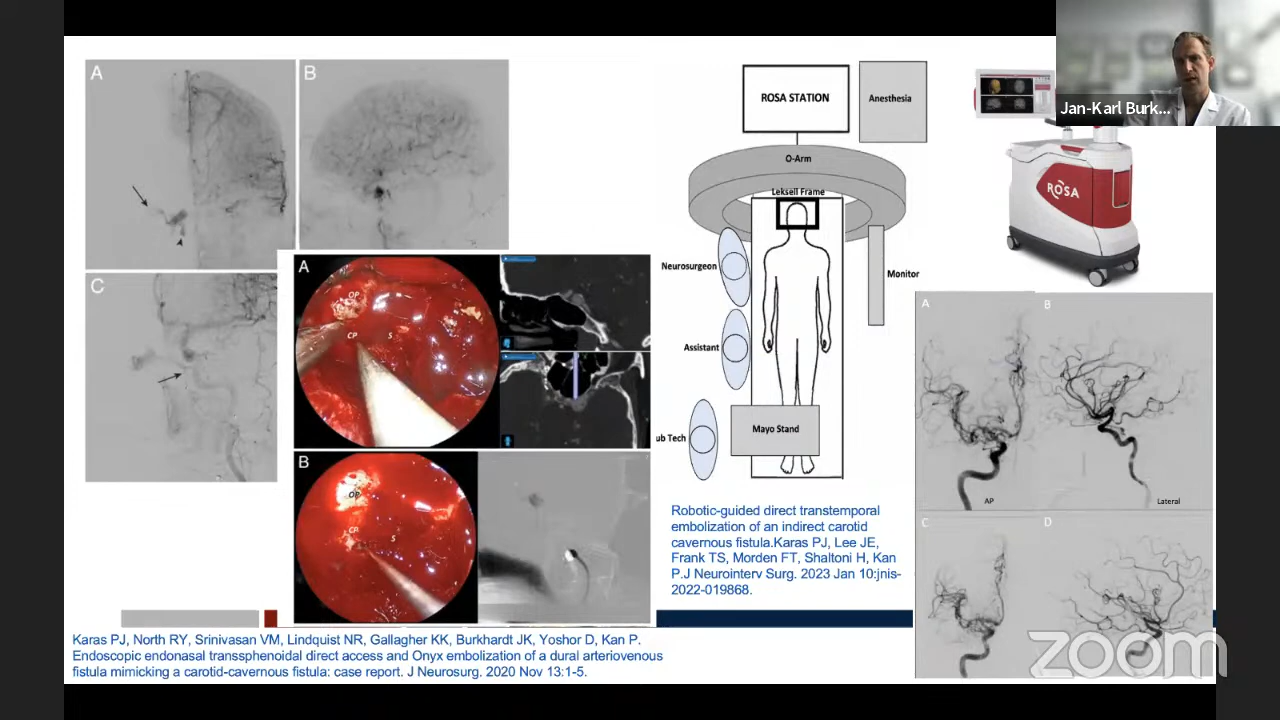 A
B
C
A
OP
CP
S
B
OP
CP
S
ROSA STATION
Anesthesia
O-Arm
Leksell Frame
Neurosurgeon
Monitor
Assistant
ub Tech
Mayo Stand
ROSA
Jan-Karl Burk...
A
B
AP
Lateral
C
D
Robotic-guided direct transtemporal
embolization of an indirect carotid
cavernous fistula.Karas PJ, Lee JE,
Frank TS, Morden FT, Shaltoni H, Kan
P.J Neurointerv Surg. 2023 Jan 10:jnis-
2022-019868.
Karas PJ, North RY, Srinivasan VM, Lindquist NR, Gallagher KK, Burkhardt JK, Yoshor D, Kan P.
Endoscopic endonasal transsphenoidal direct access and Onyx embolization of a dural arteriovenous
fistula mimicking a carotid-cavernous fistula: case report. J Neurosurg. 2020 Nov 13:1-5.
zoom